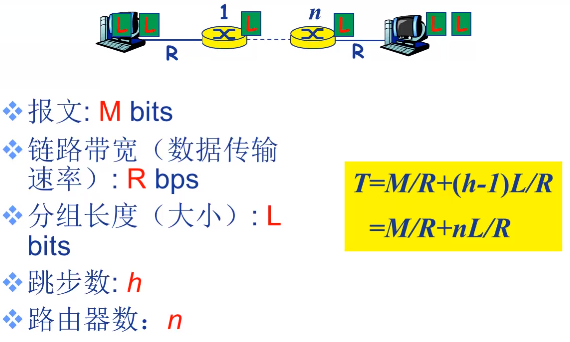 1 n
L L L L L L
R R
报文: M bits
链路带宽（数据传输
速率）: R bps
分组长度（大小）: L
bits
跳步数: h
路由器数：n
T=M/R+(h-1)L/R
=M/R+nL/R